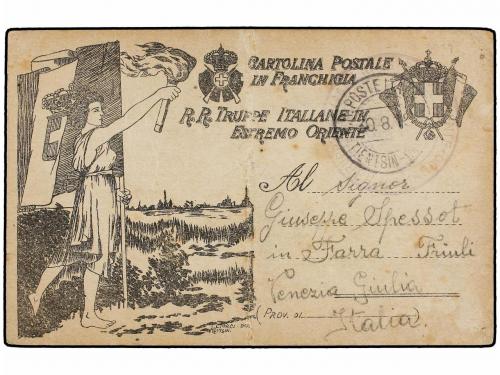 CARTOLINA POSTALE
IN FRANCHIGIA
R.R. TRUPPE ITALIANE IN
ESTREMO ORIENTE
POSTE IT
TIENTSIN
Al Signor
Giuseppe Spessot
in Farra Friuli
Venezia Giulia
(PROV. DI
Italia)